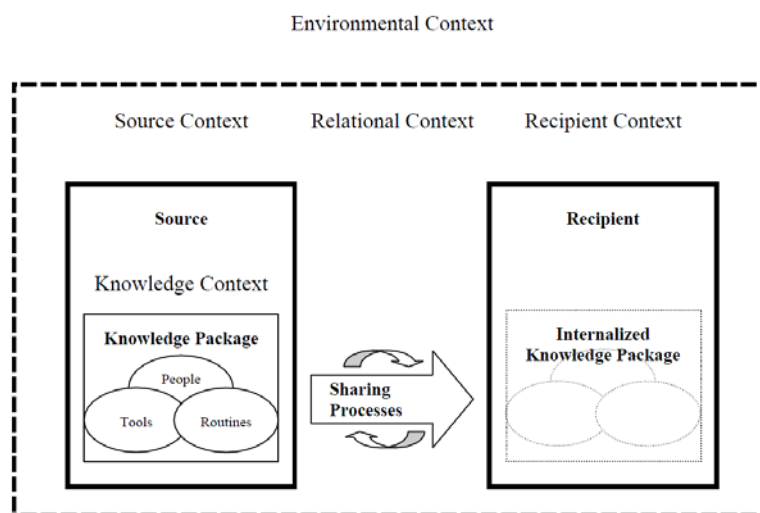 Environmental Context
Source Context
Relational Context
Recipient Context
Source
Recipient
Knowledge Context
Knowledge Package
People
Tools
Routines
Sharing
Processes
Internalized
Knowledge Package